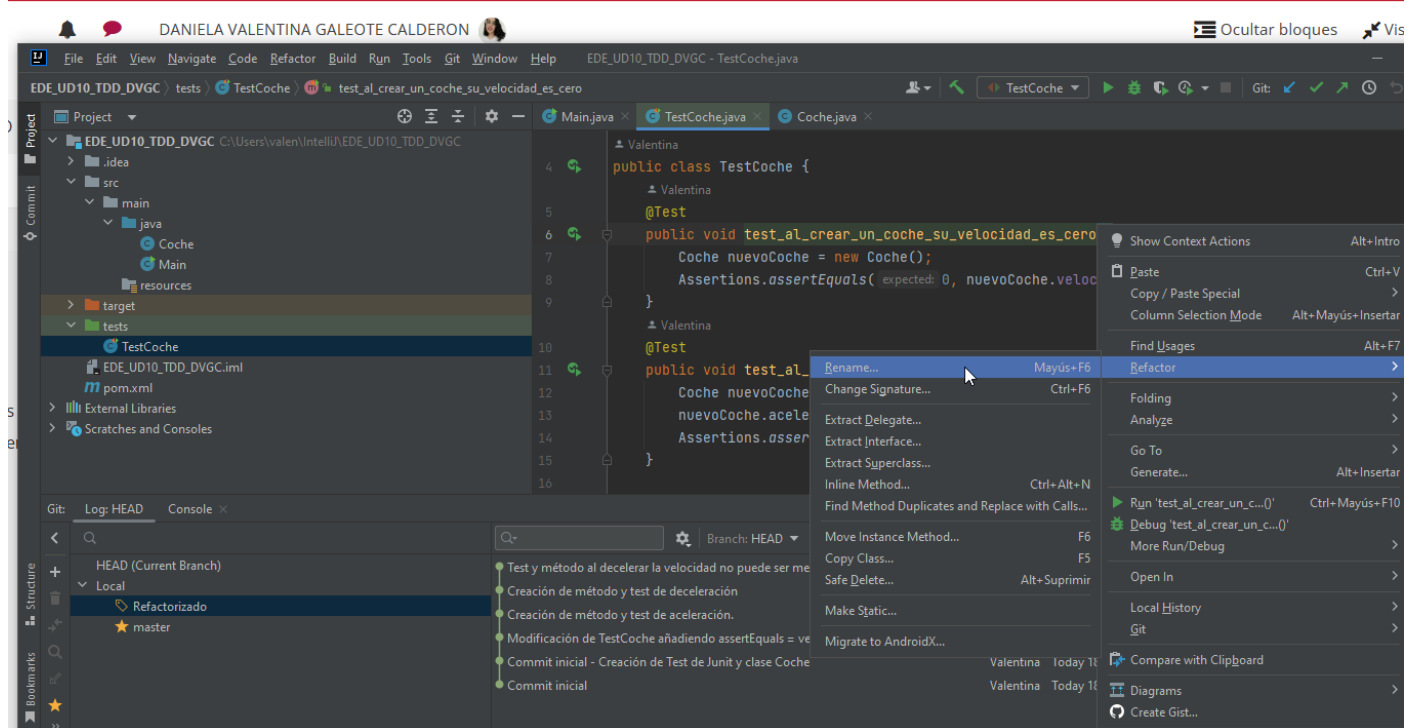 DANIELA VALENTINA GALEOTE CALDERON
Ocultar bloques
Vis
File Edit View Navigate Code Refactor Build Run Tools Git Window Help
EDE_UD10_TDD_DVGC - TestCoche.java
EDE_UD10_TDD_DVGC tests TestCoche test_al_crear_un_coche_su_velocidad_es_cero
TestCoche
Git:
Project
Project
Commit
Structure
Bookmarks
EDE_UD10_TDD_DVGC C:\Users\valen\IntelliJ\EDE_UD10_TDD_DVGC
.idea
src
main
java
Coche
Main
resources
target
tests
TestCoche
EDE_UD10_TDD_DVGC.iml
pom.xml
External Libraries
Scratches and Consoles
Main.java
TestCoche.java
Coche.java
Valentina
4 public class TestCoche {
Valentina
5 @Test
6 public void test_al_crear_un_coche_su_velocidad_es_cero
7 Coche nuevoCoche = new Coche();
8 Assertions.assertEquals( expected: 0, nuevoCoche.veloc
9 }
Valentina
10 @Test
11 public void test_al_
12 Coche nuevoCoche
13 nuevoCoche.acele
14 Assertions.asser
15 }
16
Rename... Mayús+F6
Change Signature... Ctrl+F6
Extract Delegate...
Extract Interface...
Extract Superclass...
Inline Method... Ctrl+Alt+N
Find Method Duplicates and Replace with Calls...
Move Instance Method... F6
Copy Class... F5
Safe Delete... Alt+Suprimir
Make Static...
Migrate to AndroidX...
Show Context Actions Alt+Intro
Paste Ctrl+V
Copy / Paste Special
Column Selection Mode Alt+Mayús+Insertar
Find Usages Alt+F7
Refactor
Folding
Analyze
Go To
Generate... Alt+Insertar
Run 'test_al_crear_un_c...()' Ctrl+Mayús+F10
Debug 'test_al_crear_un_c...()'
More Run/Debug
Open In
Local History
Git
Compare with Clipboard
Diagrams
Create Gist...
Git: Log: HEAD Console
HEAD (Current Branch)
Local
Refactorizado
master
Branch: HEAD
Test y método al decelerar la velocidad no puede ser me
Creación de método y test de deceleración
Creación de método y test de aceleración.
Modificación de TestCoche añadiendo assertEquals = ve
Commit inicial - Creación de Test de Junit y clase Coche Valentina Today 18
Commit inicial Valentina Today 18